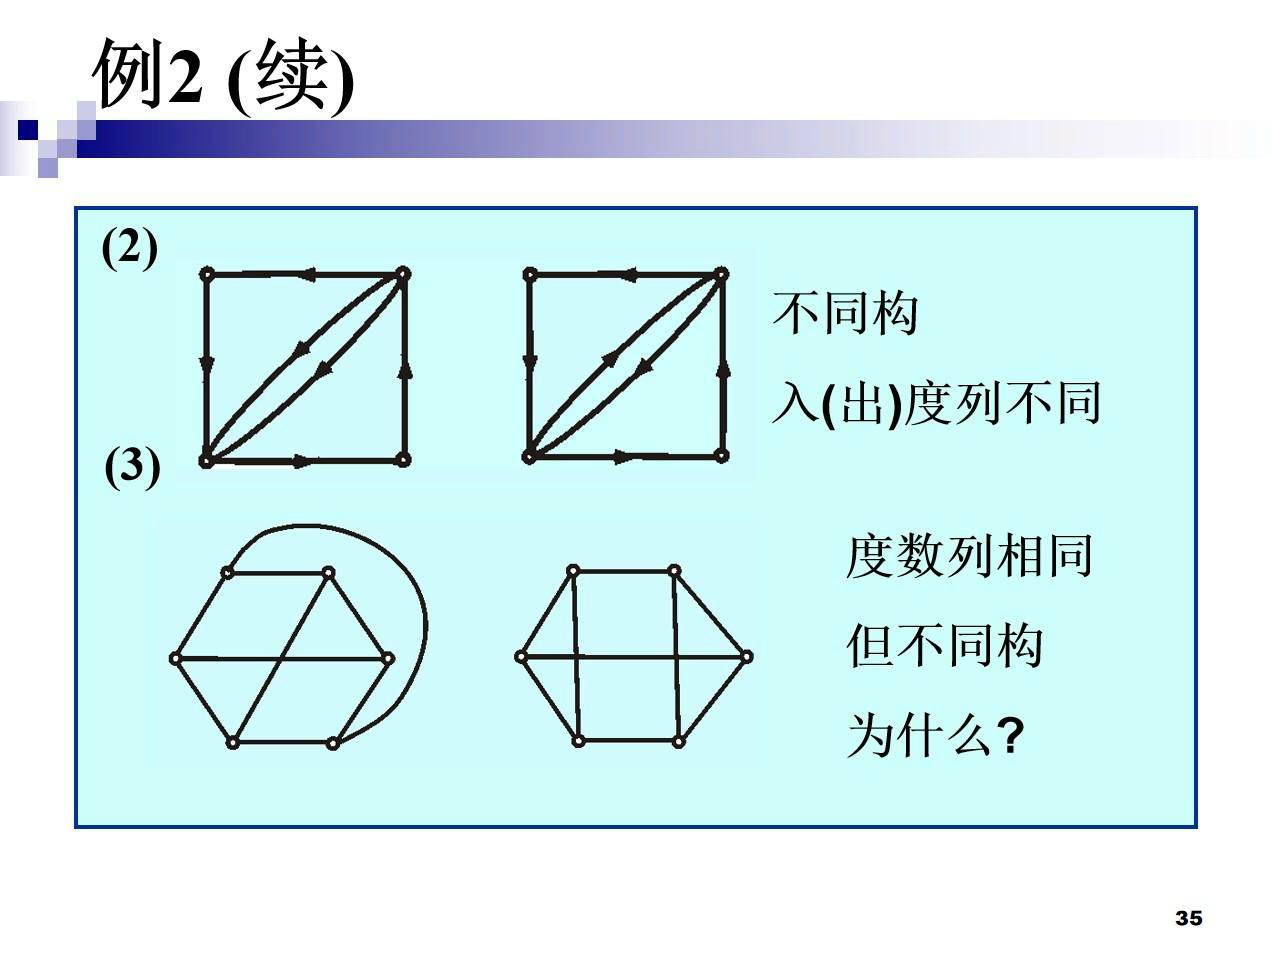 例2 (续)
(2)
不同构
入(出)度列不同
(3)
度数列相同
但不同构
为什么?
35